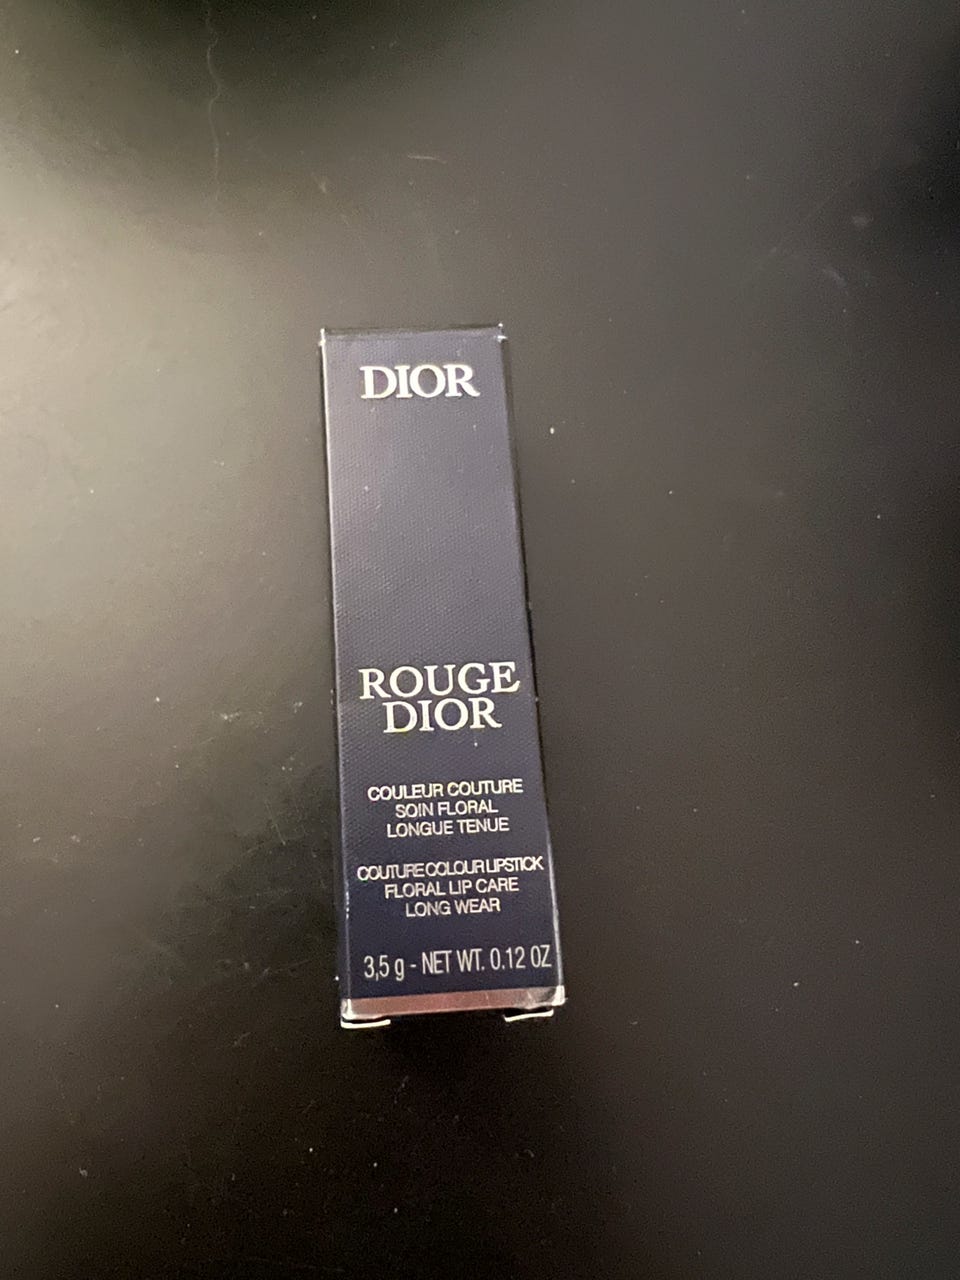 DIOR
ROUGE
DIOR
COULEUR COUTURE
SOIN FLORAL
LONGUE TENUE
COUTURE COLOUR LIPSTICK
FLORAL LIP CARE
LONG WEAR
3,5 g - NET WT. 0.12 OZ